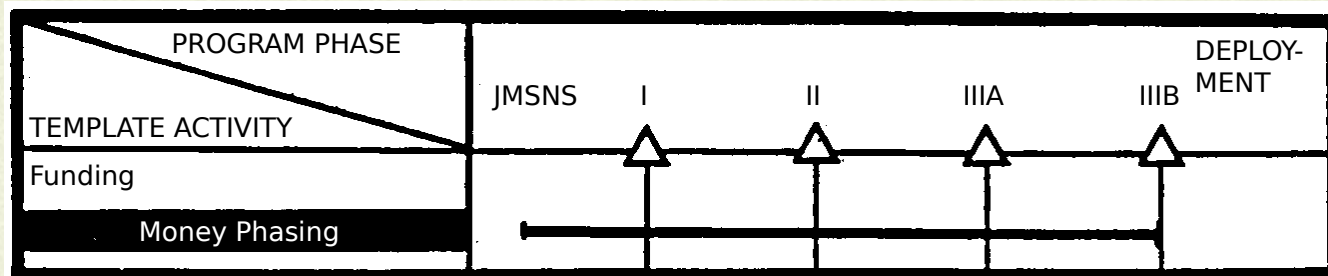 PROGRAM PHASE
TEMPLATE ACTIVITY
JMSNS
I
II
IIIA
IIIB
DEPLOY-
MENT
Funding
Money Phasing